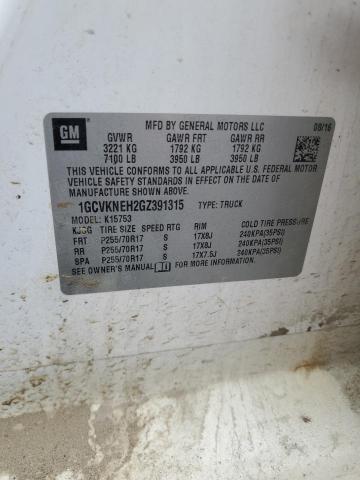 GM
MFD BY GENERAL MOTORS LLC
08/16
GVWR GAWR FRT GAWR RR
3221 KG 1792 KG 1792 KG
7100 LB 3950 LB 3950 LB
THIS VEHICLE CONFORMS TO ALL APPLICABLE U.S. FEDERAL
MOTOR VEHICLE SAFETY STANDARDS IN EFFECT ON THE DATE
OF MANUFACTURE SHOWN ABOVE.
1GCVKNEH2GZ391315 TYPE: TRUCK
MODEL: K15753
TIRE SIZE SPEED RTG RIM COLD TIRE PRESSURE
FRT P255/70R17 S 17X8J 240KPA(35PSI)
RR P255/70R17 S 17X8J 240KPA(35PSI)
SPA P255/70R17 S 17X7.5J 240KPA(35PSI)
SEE OWNER'S MANUAL FOR MORE INFORMATION.